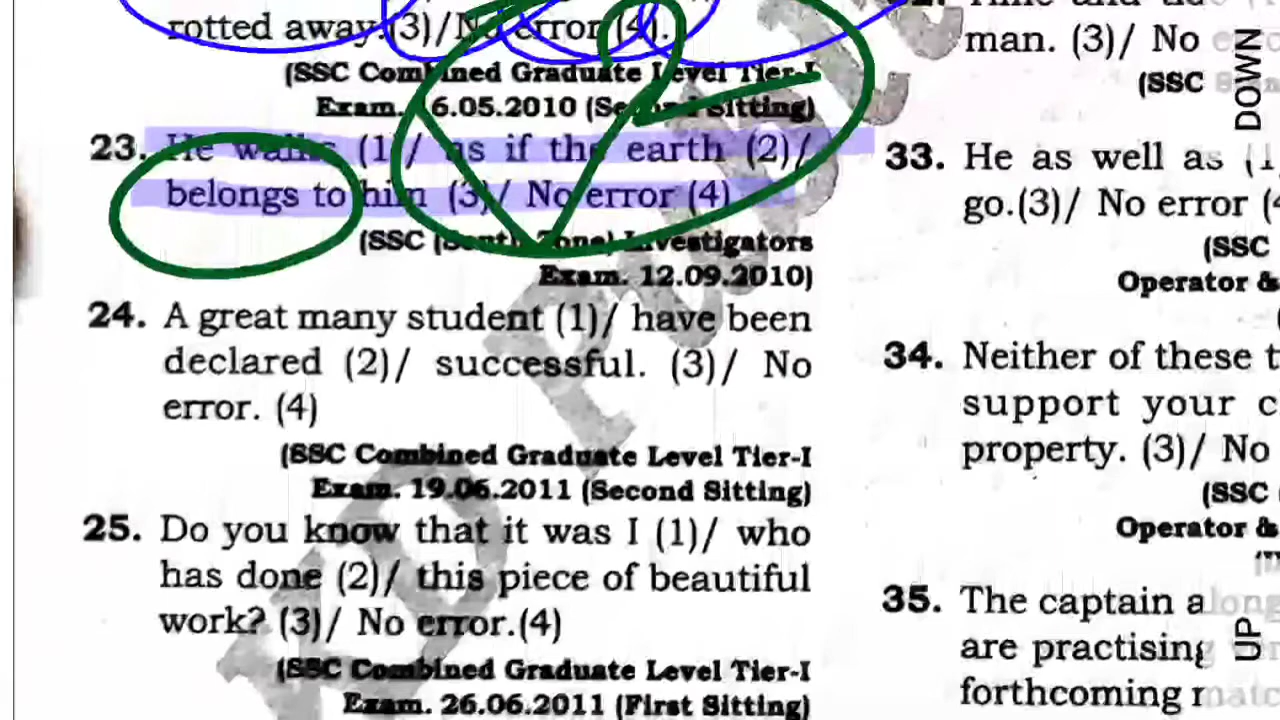 rotted away.(3)/No error (4).
(SSC Combined Graduate Level Tier-I
Exam. 16.05.2010 (Second Sitting)
23. He walks (1)/ as if the earth (2)/
belongs to him (3)/ No error (4)
(SSC (South Zone) Investigators
Exam. 12.09.2010)
24. A great many student (1)/ have been
declared (2)/ successful. (3)/ No
error. (4)
(SSC Combined Graduate Level Tier-I
Exam. 19.06.2011 (Second Sitting)
25. Do you know that it was I (1)/ who
has done (2)/ this piece of beautiful
work? (3)/ No error.(4)
(SSC Combined Graduate Level Tier-I
Exam. 26.06.2011 (First Sitting)
man. (3)/ No
(SSC
33. He as well as (1
go.(3)/ No error (4
(SSC
Operator &
34. Neither of these t
support your c
property. (3)/ No
(SSC
Operator &
35. The captain along
are practising
forthcoming matc
DOWN
UP